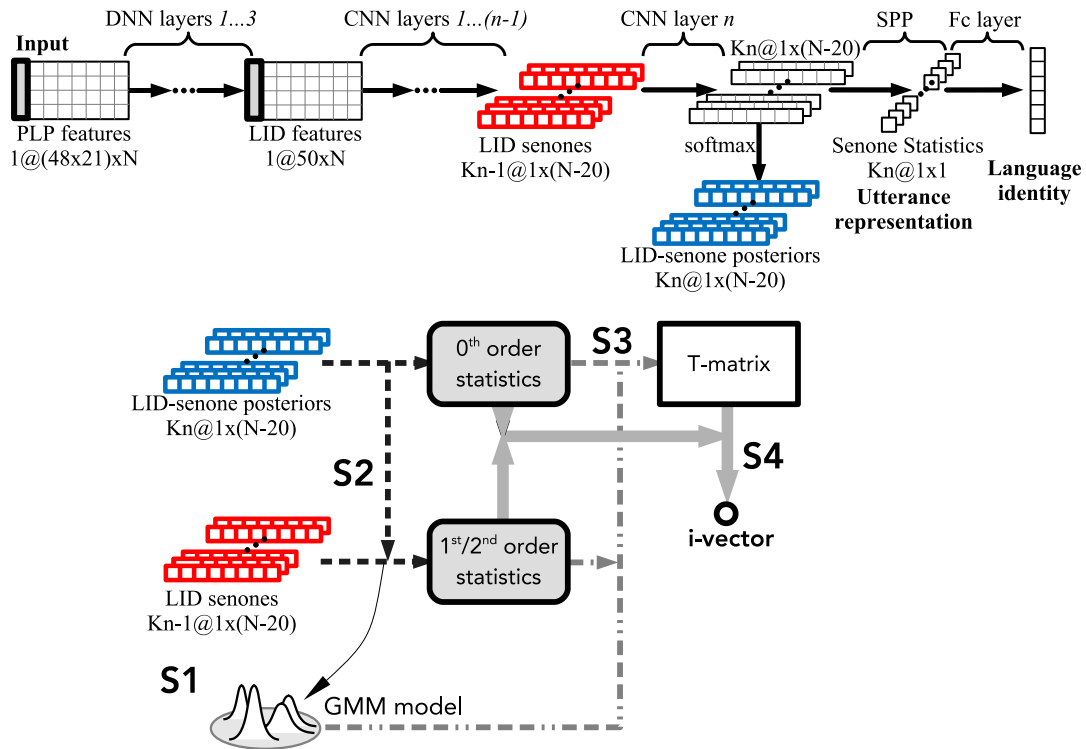 DNN layers 1...3
CNN layers 1...(n-1)
CNN layer n
SPP
Fc layer
Input
Kn@1x(N-20)
PLP features
1@(48x21)xN
LID features
1@50xN
LID senones
Kn-1@1x(N-20)
softmax
Senone Statistics
Kn@1x1
Utterance
representation
Language
identity
LID-senone posteriors
Kn@1x(N-20)
0th order
statistics
S3
T-matrix
LID-senone posteriors
Kn@1x(N-20)
S2
S4
i-vector
1st/2nd order
statistics
LID senones
Kn-1@1x(N-20)
S1
GMM model